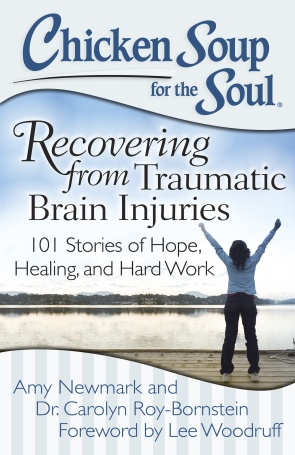 Chicken Soup
for the Soul®
Recovering
from Traumatic
Brain Injuries
101 Stories of Hope,
Healing, and Hard Work
Amy Newmark and
Dr. Carolyn Roy-Bornstein
Foreword by Lee Woodruff